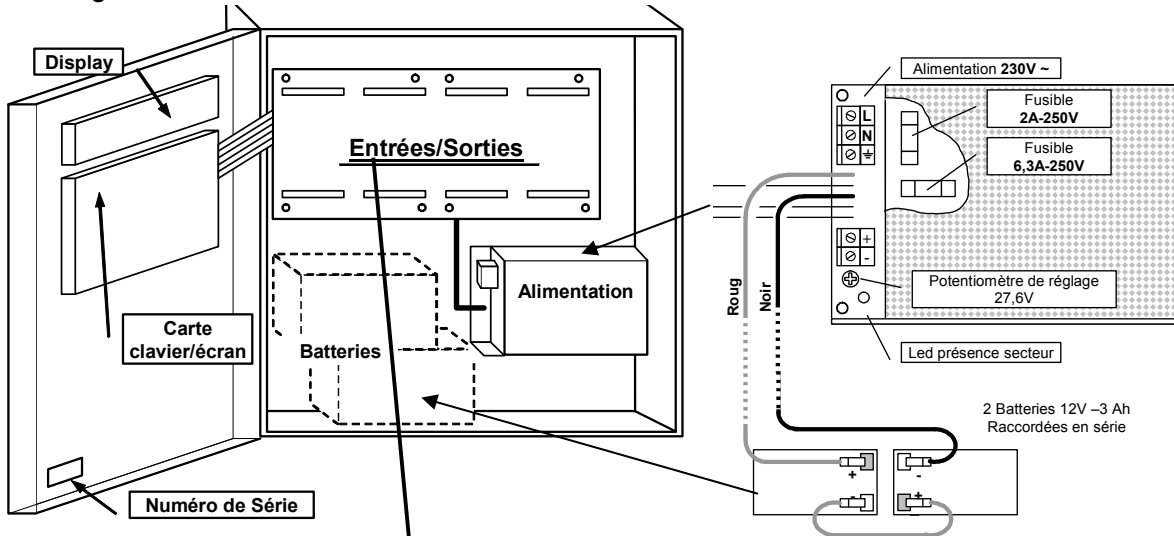 Display
Entrées/Sorties
Carte
clavier/écran
Batteries
Alimentation
Numéro de Série
Alimentation 230V ~
L
N
Fusible
2A-250V
Fusible
6,3A-250V
+
-
Potentiomètre de réglage
27,6V
Led présence secteur
Roug
Noir
2 Batteries 12V –3 Ah
Raccordées en série
+
-
-
+